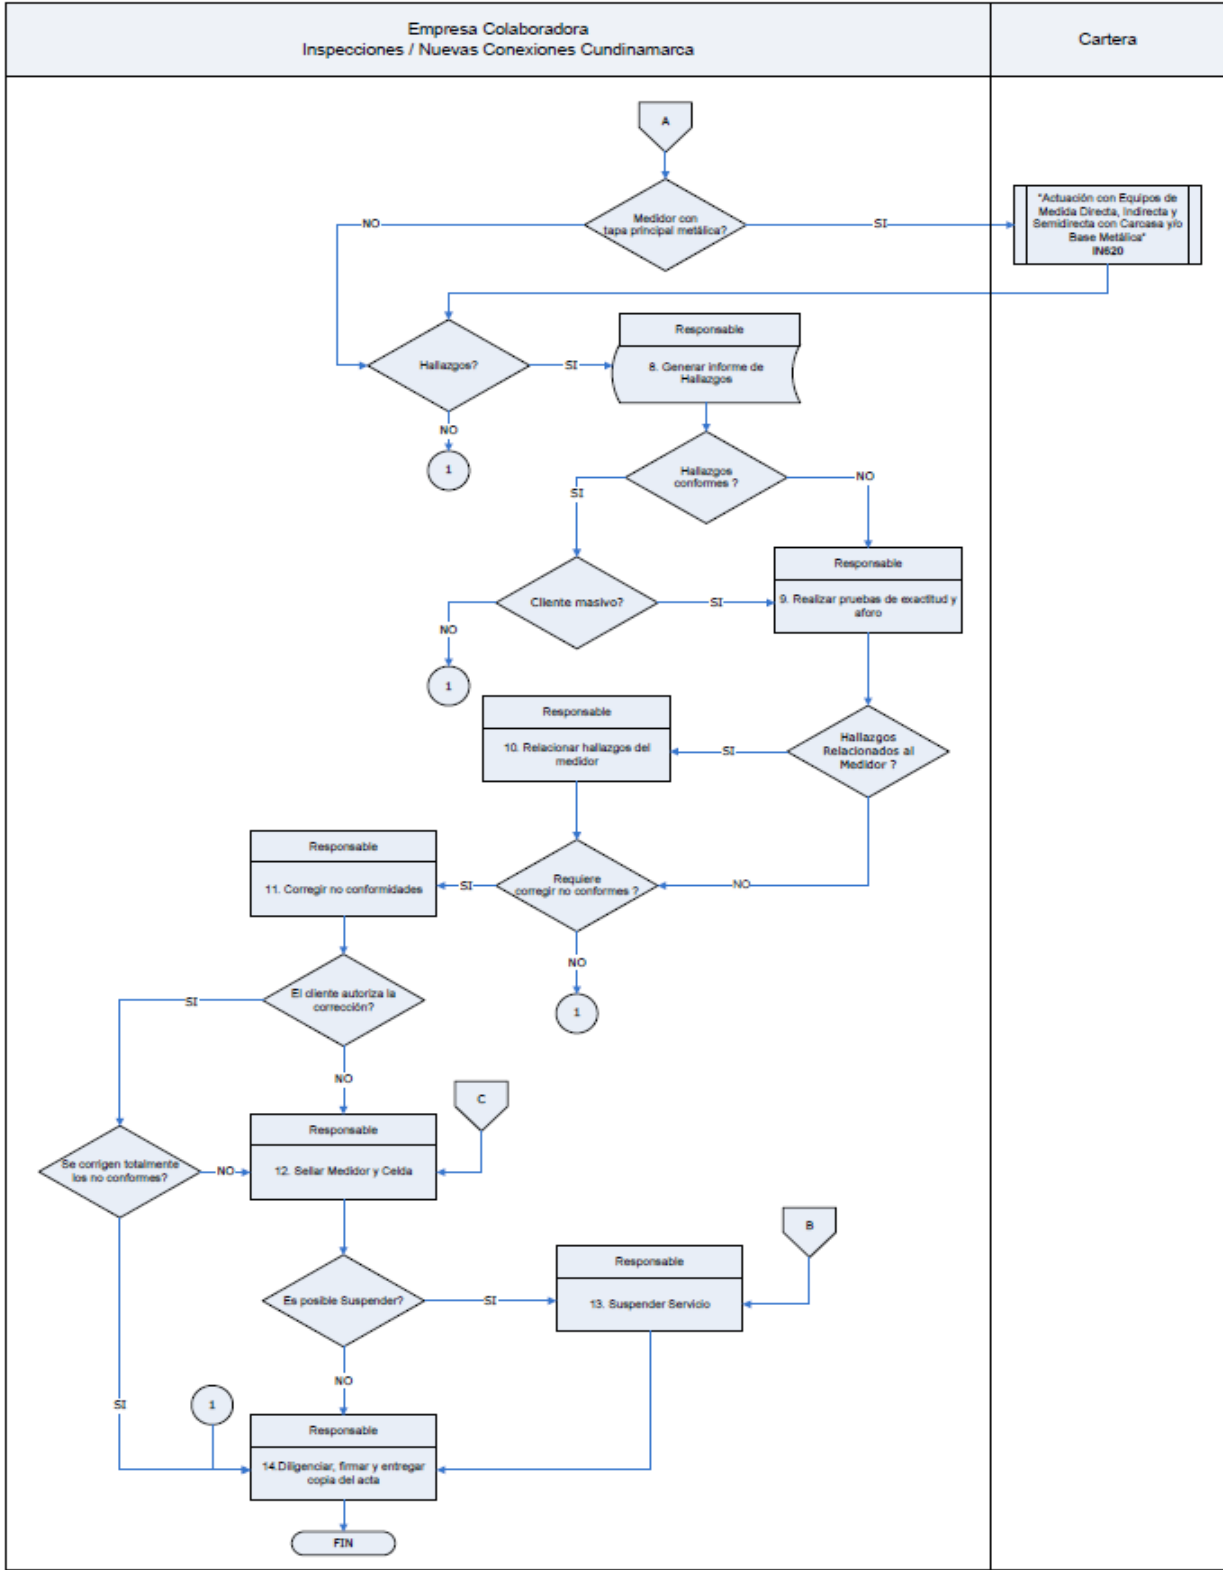 Empresa Colaboradora
Inspecciones / Nuevas Conexiones Cundinamarca
Cartera
A
Medidor con
tapa principal metálica?
NO
SI
"Actuación con Equipos de
Medida Directa, Indirecta y
Semidirecta con Carcasa y/o
Base Metálica"
IN620
Hallazgos?
SI
Responsable
8. Generar informe de
Hallazgos
NO
1
Hallazgos
conformes ?
SI
NO
Responsable
9. Realizar pruebas de exactitud y
aforo
Cliente masivo?
SI
NO
1
Responsable
10. Relacionar hallazgos del
medidor
SI
Hallazgos
Relacionados al
Medidor ?
Responsable
11. Corregir no conformidades
SI
Requiere
corregir no conformes ?
NO
NO
1
El cliente autoriza la
corrección?
SI
NO
C
Se corrigen totalmente
los no conformes?
NO
Responsable
12. Sellar Medidor y Celda
B
Es posible Suspender?
SI
Responsable
13. Suspender Servicio
NO
SI
1
Responsable
14.Diligenciar, firmar y entregar
copia del acta
FIN